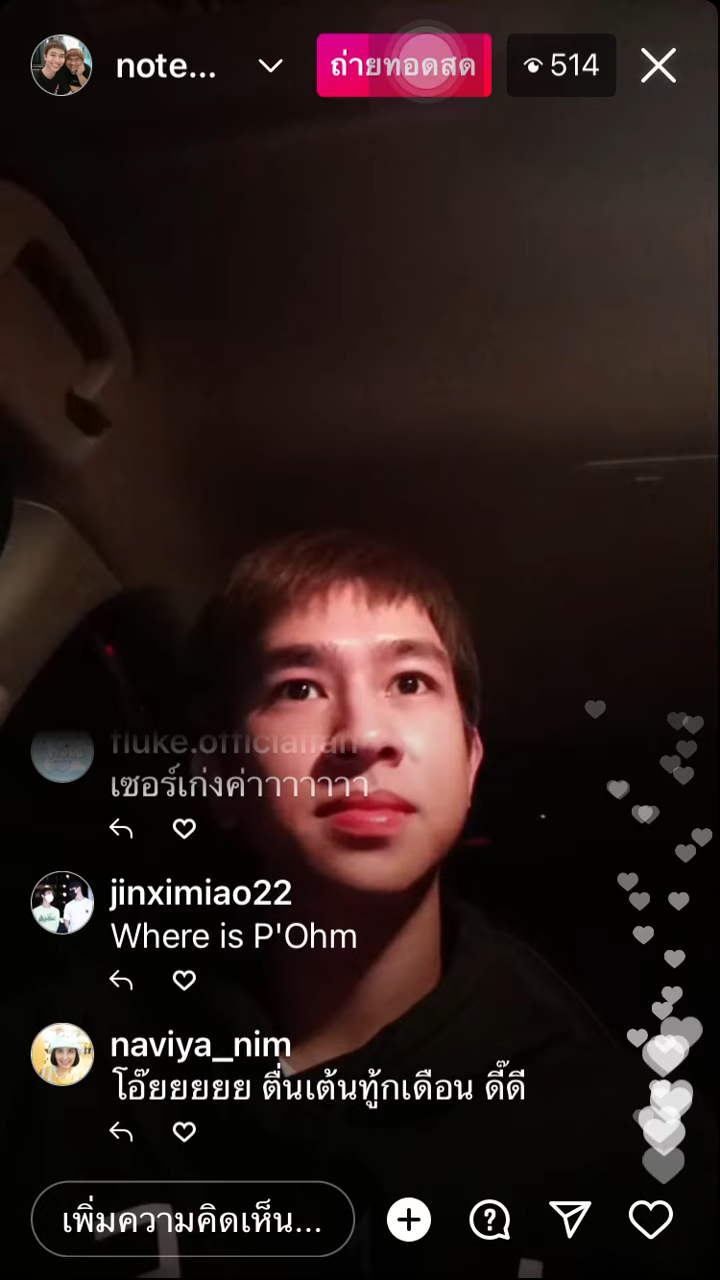 note...
ถ่ายทอดสด
514
fluke.officialfan
เซอร์เก่งค่าาาาาาา
jinximiao22
Where is P'Ohm
naviya_nim
โอ๊ยยยยยย ตื่นเต้นทู้กเดือน ดี๊ดี
เพิ่มความคิดเห็น...